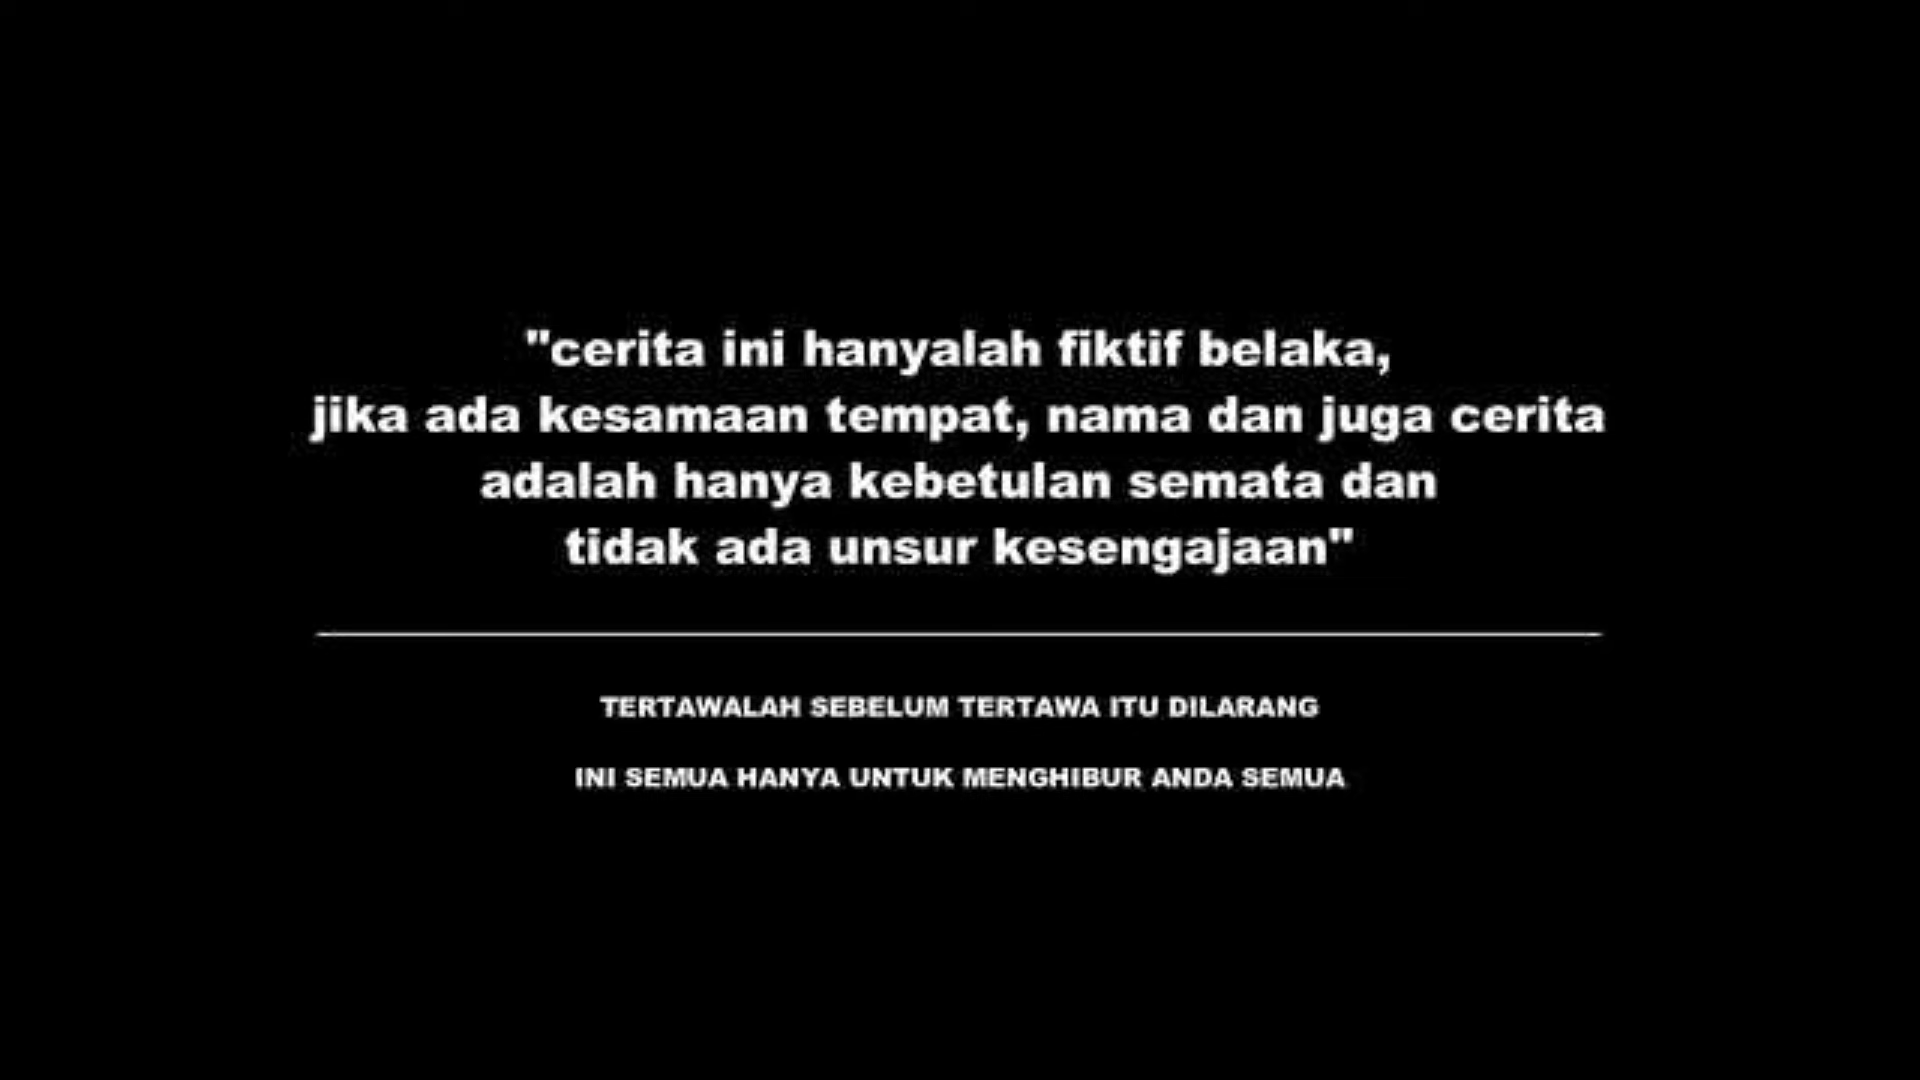 "cerita ini hanyalah fiktif belaka,
jika ada kesamaan tempat, nama dan juga cerita
adalah hanya kebetulan semata dan
tidak ada unsur kesengajaan"
TERTAWALAH SEBELUM TERTAWA ITU DILARANG
INI SEMUA HANYA UNTUK MENGHIBUR ANDA SEMUA